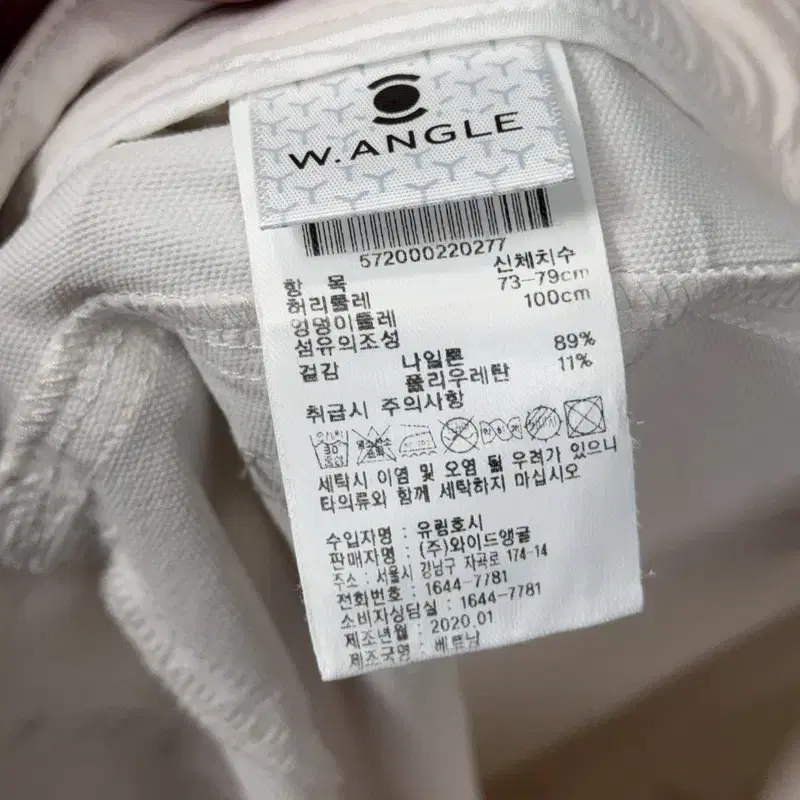 W.ANGLE
572000220277
항 목 신체치수
허리둘레 73-79cm
엉덩이둘레 100cm
섬유의조성
겉감 나일론 89%
폴리우레탄 11%
취급시 주의사항
세탁시 이염 및 오염 될 우려가 있으니
타의류와 함께 세탁하지 마십시오
수입자명 : 유림호시
판매자명 : (주)와이드앵글
주소 : 서울시 강남구 자곡로 174-14
전화번호 : 1644-7781
소비자상담실 : 1644-7781
제조년월 : 2020.01
제조국명 : 베트남